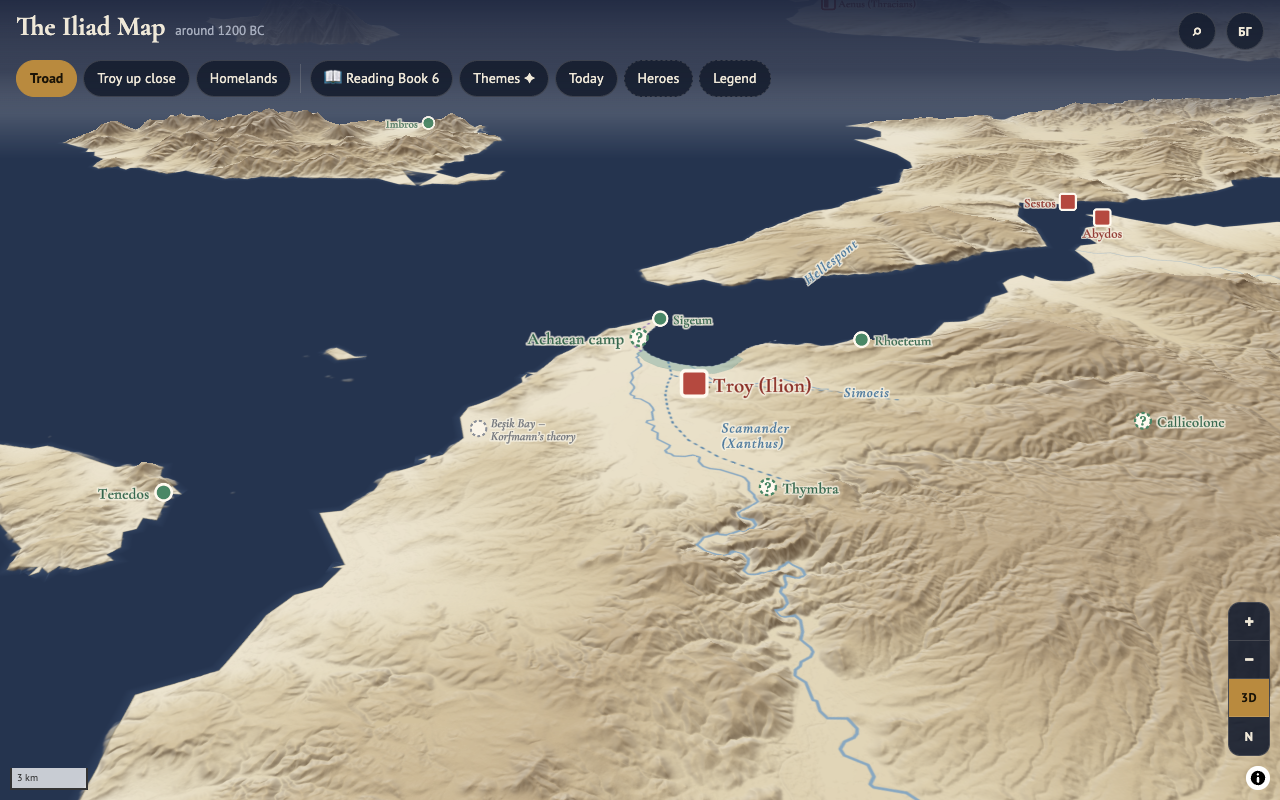 Aenus (Thracian)
The Iliad Map around 1200 BC
⌕ БГ
Troad Troy up close Homelands 📖 Reading Book 6 Themes ✦ Today Heroes Legend
Imbros
Sestos
Abydos
Hellespont
Sigeum
Achaean camp ?
Rhoeteum
Troy (Ilion)
Simoeis
Beşik Bay –
Korfmann's theory
Scamander
(Xanthus)
? Callicolone
Tenedos
? Thymbra
+
−
3D
N
3 km
i